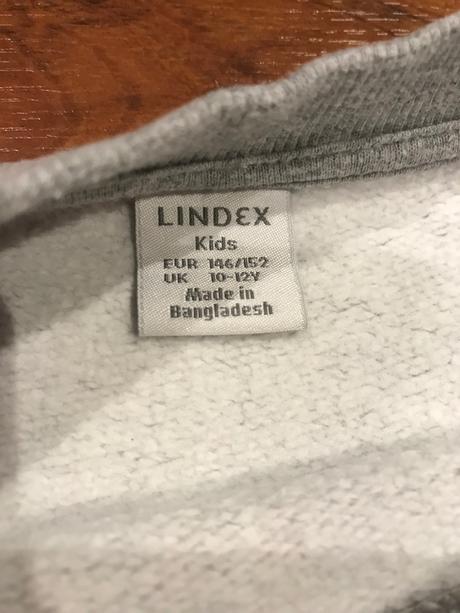 LINDEX
Kids
EUR 146/152
UK 10-12Y
Made in
Bangladesh